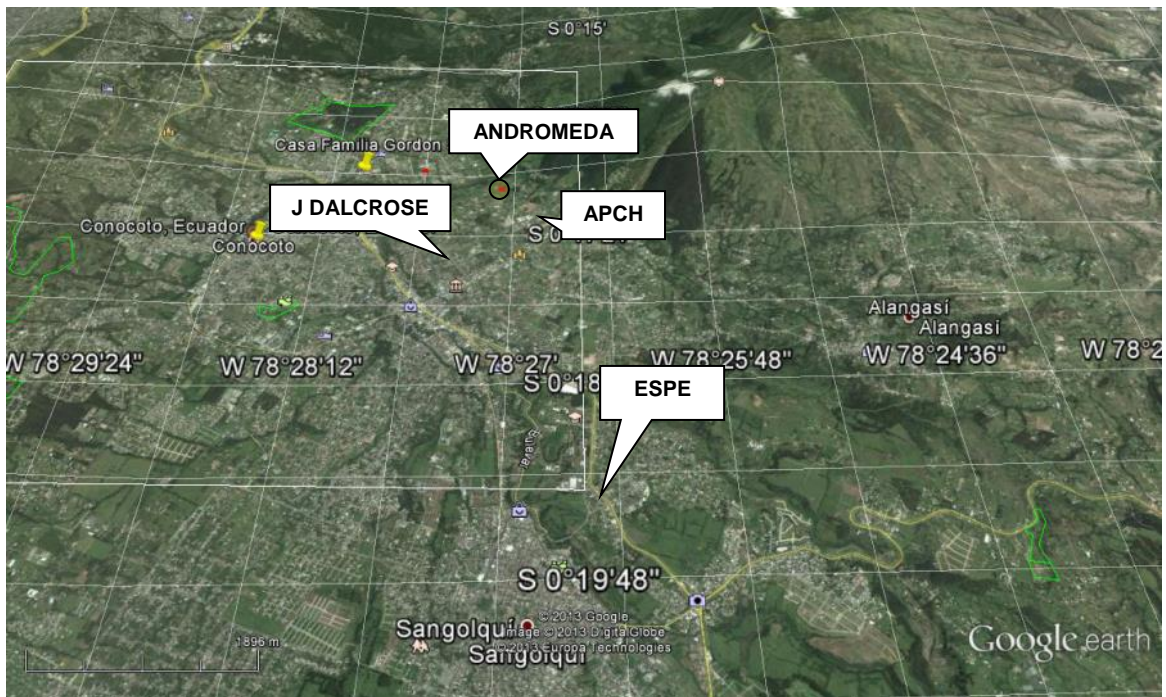 S 0°15'
ANDROMEDA
Casa Familia Gordon
J DALCROSE
APCH
Conocoto, Ecuador
Conocoto
Alangasí
Alangasí
W 78°29'24"
W 78°28'12"
W 78°27'
W 78°25'48"
W 78°24'36"
W 78°2
S 0°18
ESPE
S 0°19'48"
Sangolquí
Sangolquí
© 2013 Google
Image © 2013 DigitalGlobe
© 2013 Europa Technologies
1896 m
Google earth